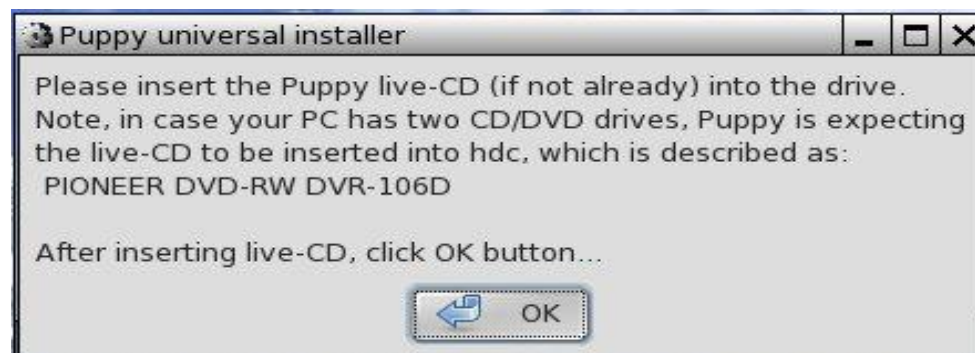 Puppy universal installer
Please insert the Puppy live-CD (if not already) into the drive.
Note, in case your PC has two CD/DVD drives, Puppy is expecting
the live-CD to be inserted into hdc, which is described as:
PIONEER DVD-RW DVR-106D
After inserting live-CD, click OK button...
OK